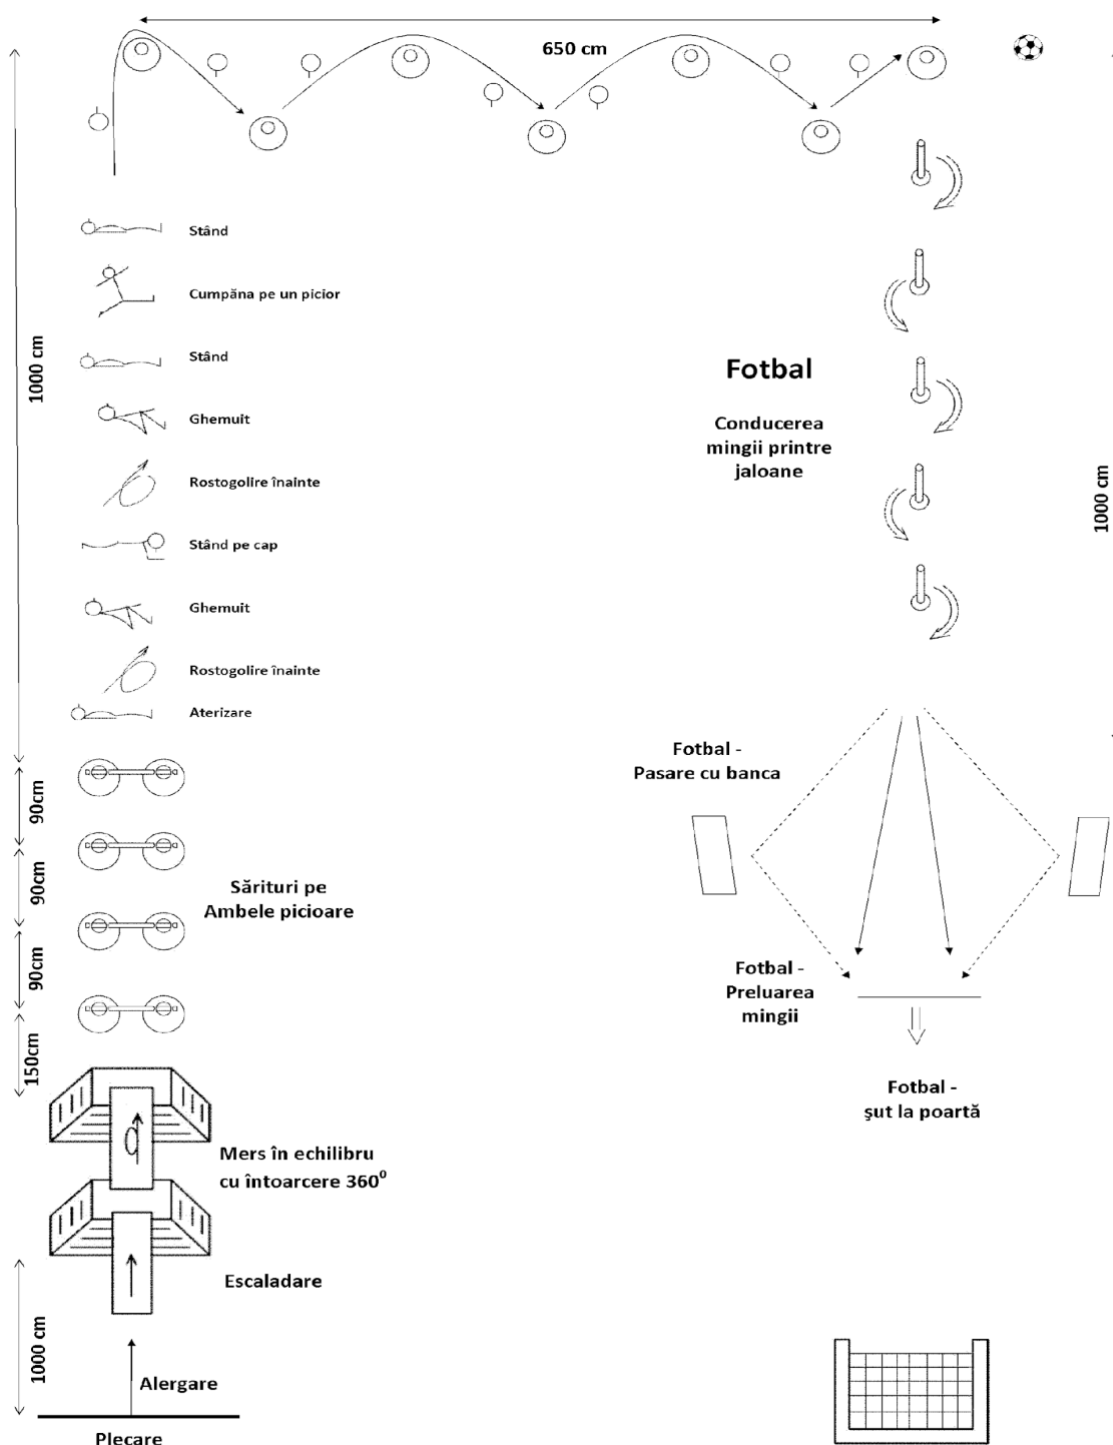 650 cm
Stând
Cumpăna pe un picior
Stând
Ghemuit
Rostogolire înainte
Stând pe cap
Ghemuit
Rostogolire înainte
Aterizare
1000 cm
90cm
90cm
90cm
150cm
1000 cm
Sărituri pe
Ambele picioare
Mers în echilibru
cu întoarcere 360⁰
Escaladare
Alergare
Plecare
Fotbal
Conducerea
mingii printre
jaloane
1000 cm
Fotbal -
Pasare cu banca
Fotbal -
Preluarea
mingii
Fotbal -
şut la poartă